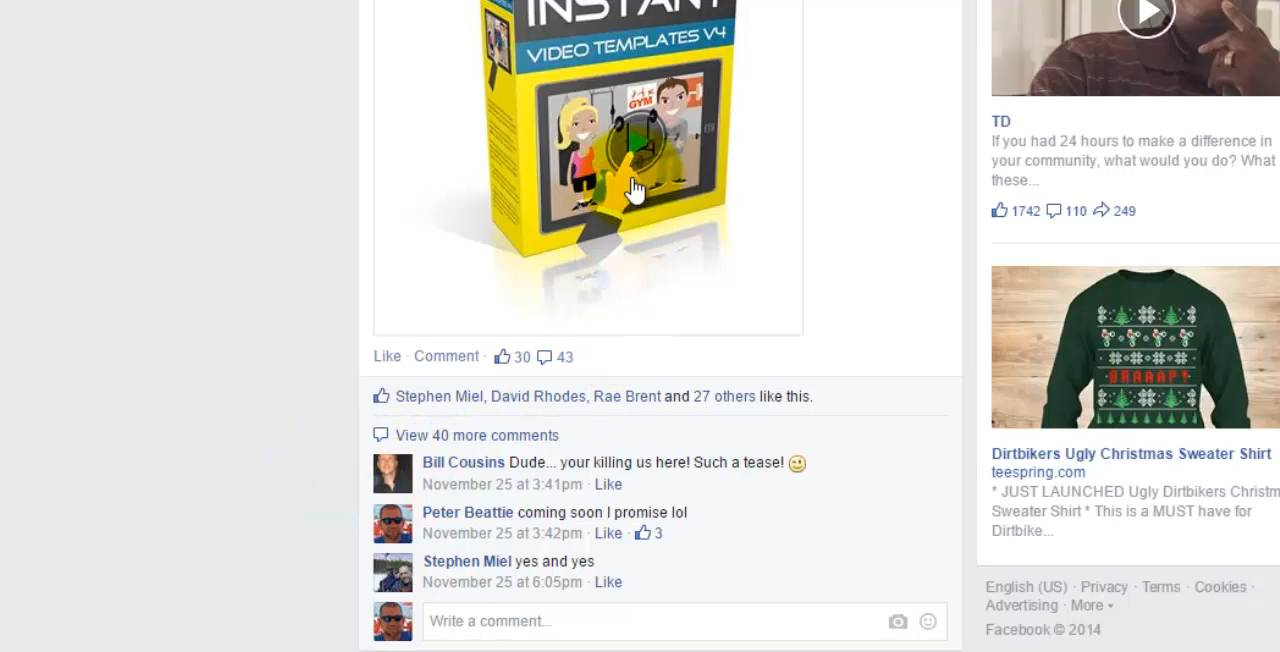 INSTANT
VIDEO TEMPLATES V4
GYM
Like · Comment · 30 43
Stephen Miel, David Rhodes, Rae Brent and 27 others like this.
View 40 more comments
Bill Cousins Dude... your killing us here! Such a tease!
November 25 at 3:41pm · Like
Peter Beattie coming soon I promise lol
November 25 at 3:42pm · Like · 3
Stephen Miel yes and yes
November 25 at 6:05pm · Like
Write a comment...
TD
If you had 24 hours to make a difference in
your community, what would you do? What
these...
1742 110 249
BRAAAP!
Dirtbikers Ugly Christmas Sweater Shirt
teespring.com
* JUST LAUNCHED Ugly Dirtbikers Christm
Sweater Shirt * This is a MUST have for
Dirtbike...
English (US) · Privacy · Terms · Cookies ·
Advertising · More
Facebook © 2014